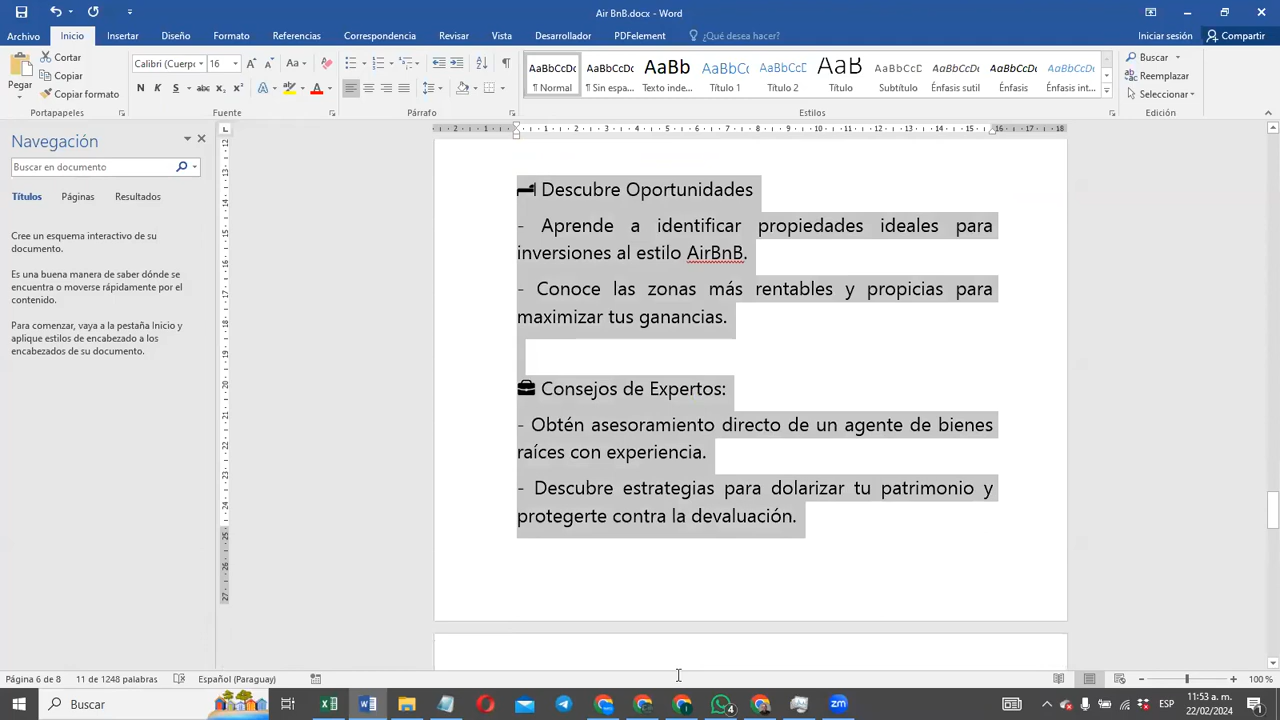 Air BnB.docx - Word
Archivo
Inicio
Insertar
Diseño
Formato
Referencias
Correspondencia
Revisar
Vista
Desarrollador
PDFelement
¿Qué desea hacer?
Iniciar sesión
Compartir
Pegar
Cortar
Copiar
Copiar formato
Portapapeles
Calibri (Cuerpo
16
Fuente
Párrafo
AaBbCcDc
¶ Normal
AaBbCcDc
¶ Sin espa...
AaBb
Texto inde...
AaBbCcDc
Título 1
AaBbCcDc
Título 2
AaB
Título
AaBbCcDc
Subtítulo
AaBbCcDc
Énfasis sutil
AaBbCcDc
Énfasis
AaBbCcDc
Énfasis int...
Estilos
Buscar
Reemplazar
Seleccionar
Edición
Navegación
Buscar en documento
Títulos
Páginas
Resultados
Cree un esquema interactivo de su
documento.
Es una buena manera de saber dónde se
encuentra o moverse rápidamente por el
contenido.
Para comenzar, vaya a la pestaña Inicio y
aplique estilos de encabezado a los
encabezados de su documento.
Descubre Oportunidades
- Aprende a identificar propiedades ideales para
inversiones al estilo AirBnB.
- Conoce las zonas más rentables y propicias para
maximizar tus ganancias.
Consejos de Expertos:
- Obtén asesoramiento directo de un agente de bienes
raíces con experiencia.
- Descubre estrategias para dolarizar tu patrimonio y
protegerte contra la devaluación.
Página 6 de 8
11 de 1248 palabras
Español (Paraguay)
100 %
Buscar
4
ESP
11:53 a. m.
22/02/2024